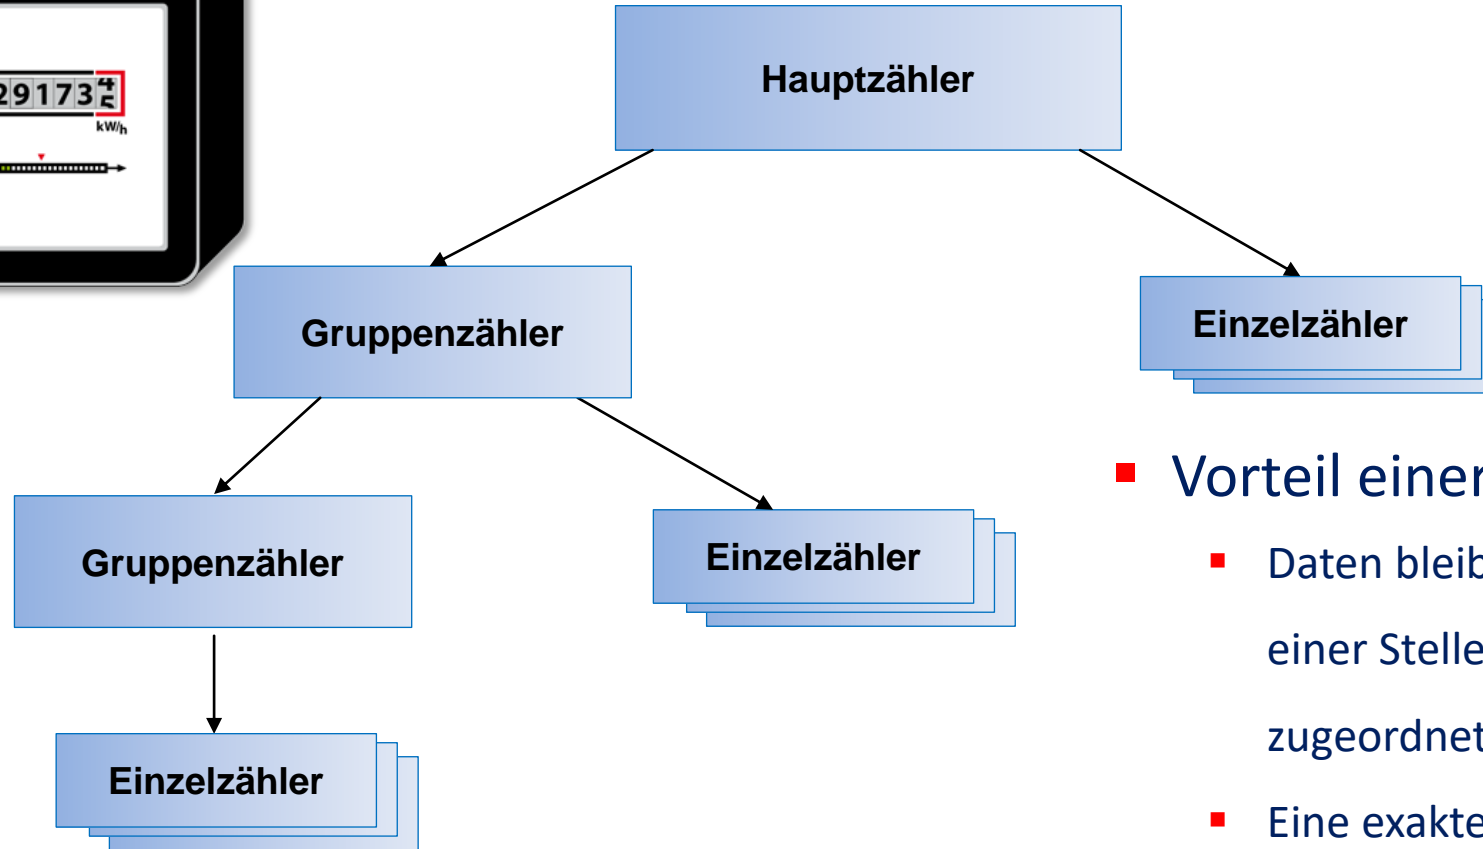 Hauptzähler
29173
kW/h
Gruppenzähler
Einzelzähler
Vorteil einer
Gruppenzähler
Einzelzähler
Daten bleib
einer Stelle
zugeordnet
Einzelzähler
Eine exakte